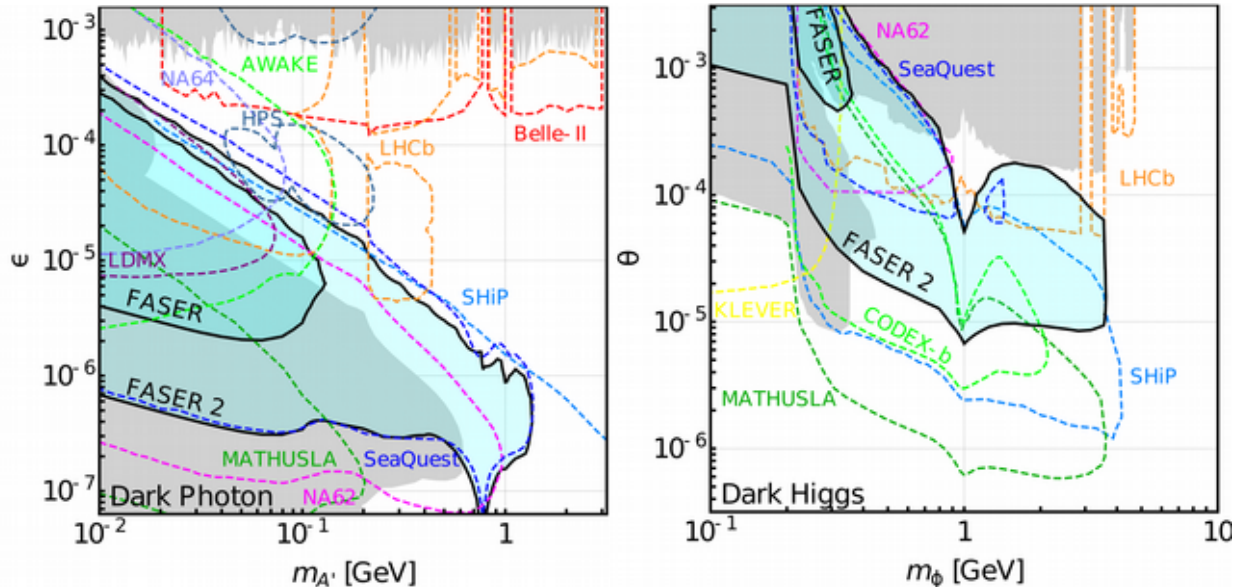 10⁻³
10⁻⁴
10⁻⁵
10⁻⁶
10⁻⁷
ε
AWAKE
NA64
HPS
LHCb
Belle-II
LDMX
FASER
SHiP
FASER 2
MATHUSLA
SeaQuest
NA62
Dark Photon
10⁻² 10⁻¹ 1
m_A' [GeV]
10⁻³
10⁻⁴
10⁻⁵
10⁻⁶
θ
NA62
FASER
SeaQuest
LHCb
FASER 2
KLEVER
CODEX-b
SHiP
MATHUSLA
Dark Higgs
10⁻¹ 1 10
m_ϕ [GeV]